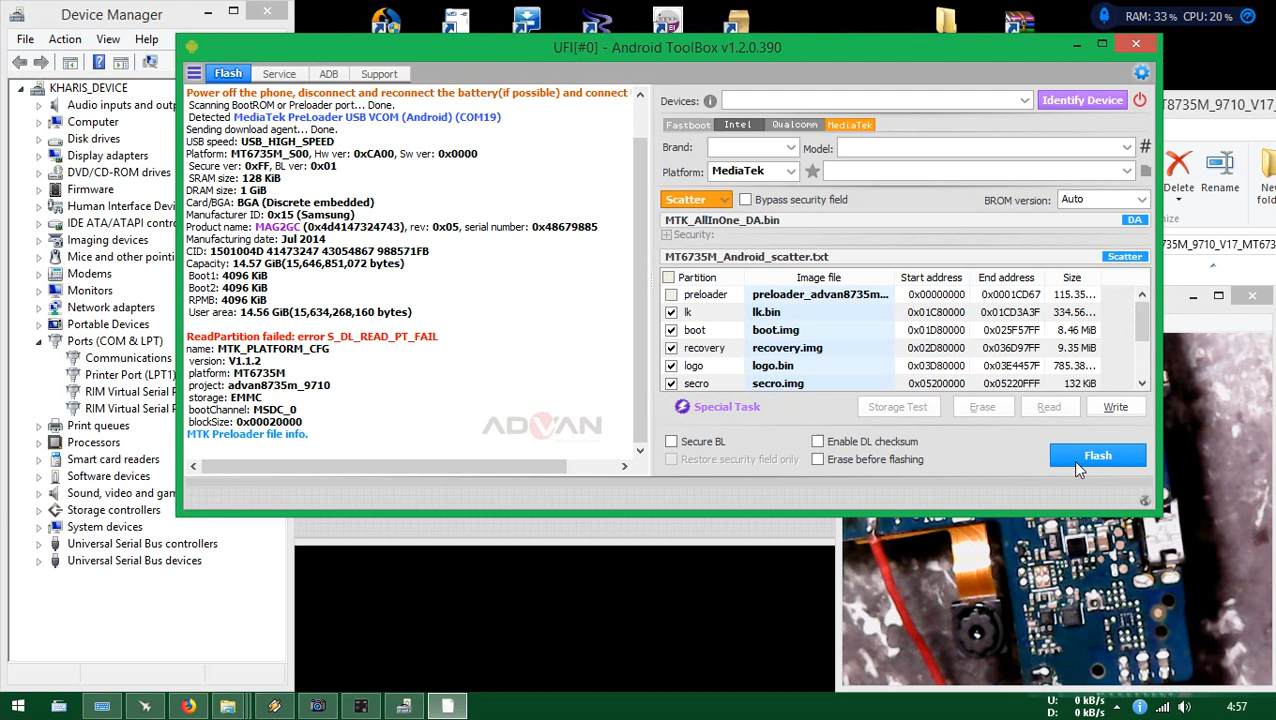 Device Manager
File Action View Help
KHARIS_DEVICE
Audio inputs and outp
Computer
Disk drives
Display adapters
DVD/CD-ROM drives
Firmware
Human Interface Devic
IDE ATA/ATAPI contro
Imaging devices
Mice and other pointi
Modems
Monitors
Network adapters
Portable Devices
Ports (COM & LPT)
Communications
Printer Port (LPT1)
RIM Virtual Serial P
RIM Virtual Serial P
Print queues
Processors
Smart card readers
Software devices
Sound, video and gam
Storage controllers
System devices
Universal Serial Bus controllers
Universal Serial Bus devices
RAM: 33 % CPU: 20 %
UFI[#0] - Android ToolBox v1.2.0.390
Flash Service ADB Support
Power off the phone, disconnect and reconnect the battery(if possible) and connect
Scanning BootROM or Preloader port... Done.
Detected MediaTek PreLoader USB VCOM (Android) (COM19)
Sending download agent... Done.
USB speed: USB_HIGH_SPEED
Platform: MT6735M_S00, Hw ver: 0xCA00, Sw ver: 0x0000
Secure ver: 0xFF, BL ver: 0x01
SRAM size: 128 KiB
DRAM size: 1 GiB
Card/BGA: BGA (Discrete embedded)
Manufacturer ID: 0x15 (Samsung)
Product name: MAG2GC (0x4d4147324743), rev: 0x05, serial number: 0x48679885
Manufacturing date: Jul 2014
CID: 1501004D 41473247 43054867 988571FB
Capacity: 14.57 GiB(15,646,851,072 bytes)
Boot1: 4096 KiB
Boot2: 4096 KiB
RPMB: 4096 KiB
User area: 14.56 GiB(15,634,268,160 bytes)
ReadPartition failed: error S_DL_READ_PT_FAIL
name: MTK_PLATFORM_CFG
version: V1.1.2
platform: MT6735M
project: advan8735m_9710
storage: EMMC
bootChannel: MSDC_0
blockSize: 0x00020000
MTK Preloader file info.
ADVAN
Devices: Identify Device
Fastboot Intel Qualcomm MediaTek
Brand: Model: #
Platform: MediaTek
Scatter Bypass security field BROM version: Auto
MTK_AllInOne_DA.bin DA
Security:
MT6735M_Android_scatter.txt Scatter
Partition Image file Start address End address Size
preloader preloader_advan8735m... 0x00000000 0x0001CD67 115.35...
lk lk.bin 0x01C80000 0x01CD3A3F 334.56...
boot boot.img 0x01D80000 0x025F57FF 8.46 MiB
recovery recovery.img 0x02D80000 0x036D97FF 9.35 MiB
logo logo.bin 0x03D80000 0x03E4457F 785.38...
secro secro.img 0x05200000 0x05220FFF 132 KiB
Special Task Storage Test Erase Read Write
Secure BL Enable DL checksum
Restore security field only Erase before flashing
Flash
MT8735M_9710_V17
Delete Rename New
fold
735M_9710_V17_MT63
U: 0 kB/s
D: 0 kB/s
4:57